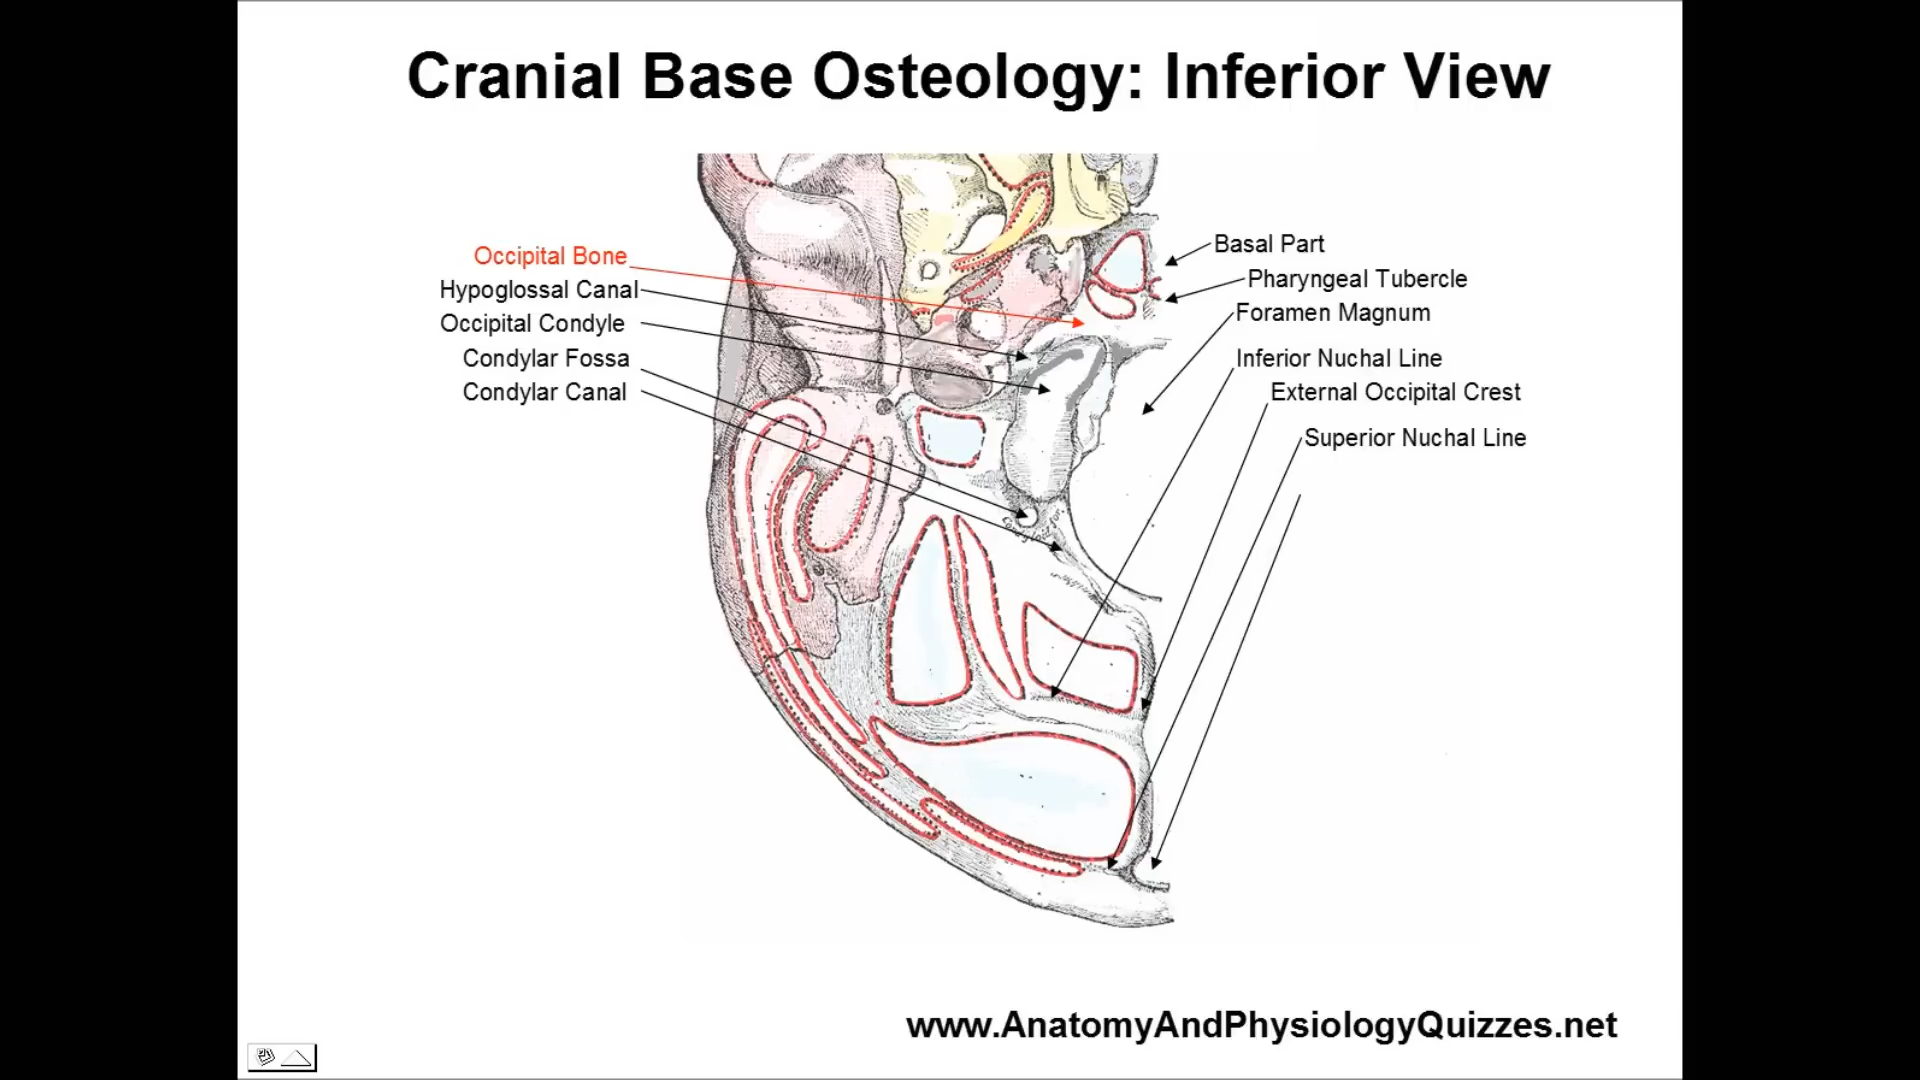 Cranial Base Osteology: Inferior View
Occipital Bone
Hypoglossal Canal
Occipital Condyle
Condylar Fossa
Condylar Canal
Basal Part
Pharyngeal Tubercle
Foramen Magnum
Inferior Nuchal Line
External Occipital Crest
Superior Nuchal Line
www.AnatomyAndPhysiologyQuizzes.net